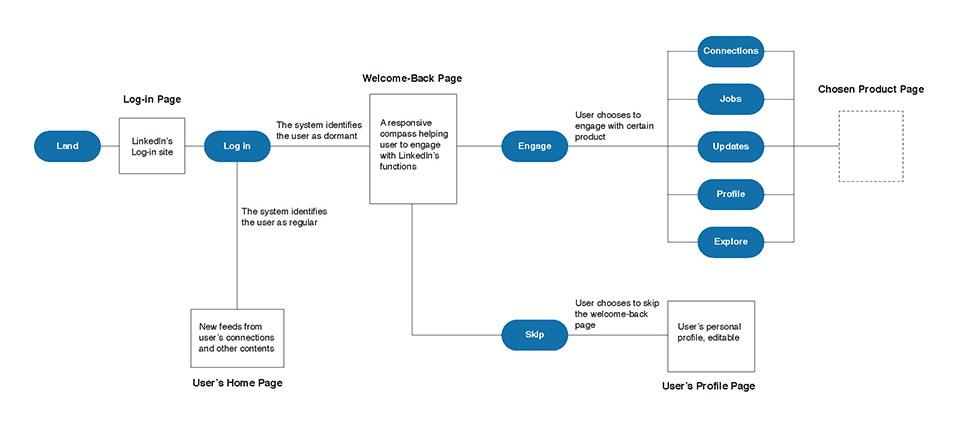 Log-in Page
Land
LinkedIn's
Log-in site
Log in
The system identifies
the user as dormant
Welcome-Back Page
A responsive
compass helping
user to engage
with LinkedIn's
functions
Engage
User chooses to
engage with certain
product
Connections
Jobs
Updates
Profile
Explore
Chosen Product Page
The system identifies
the user as regular
New feeds from
user's connections
and other contents
User's Home Page
Skip
User chooses to skip
the welcome-back
page
User's personal
profile, editable
User's Profile Page